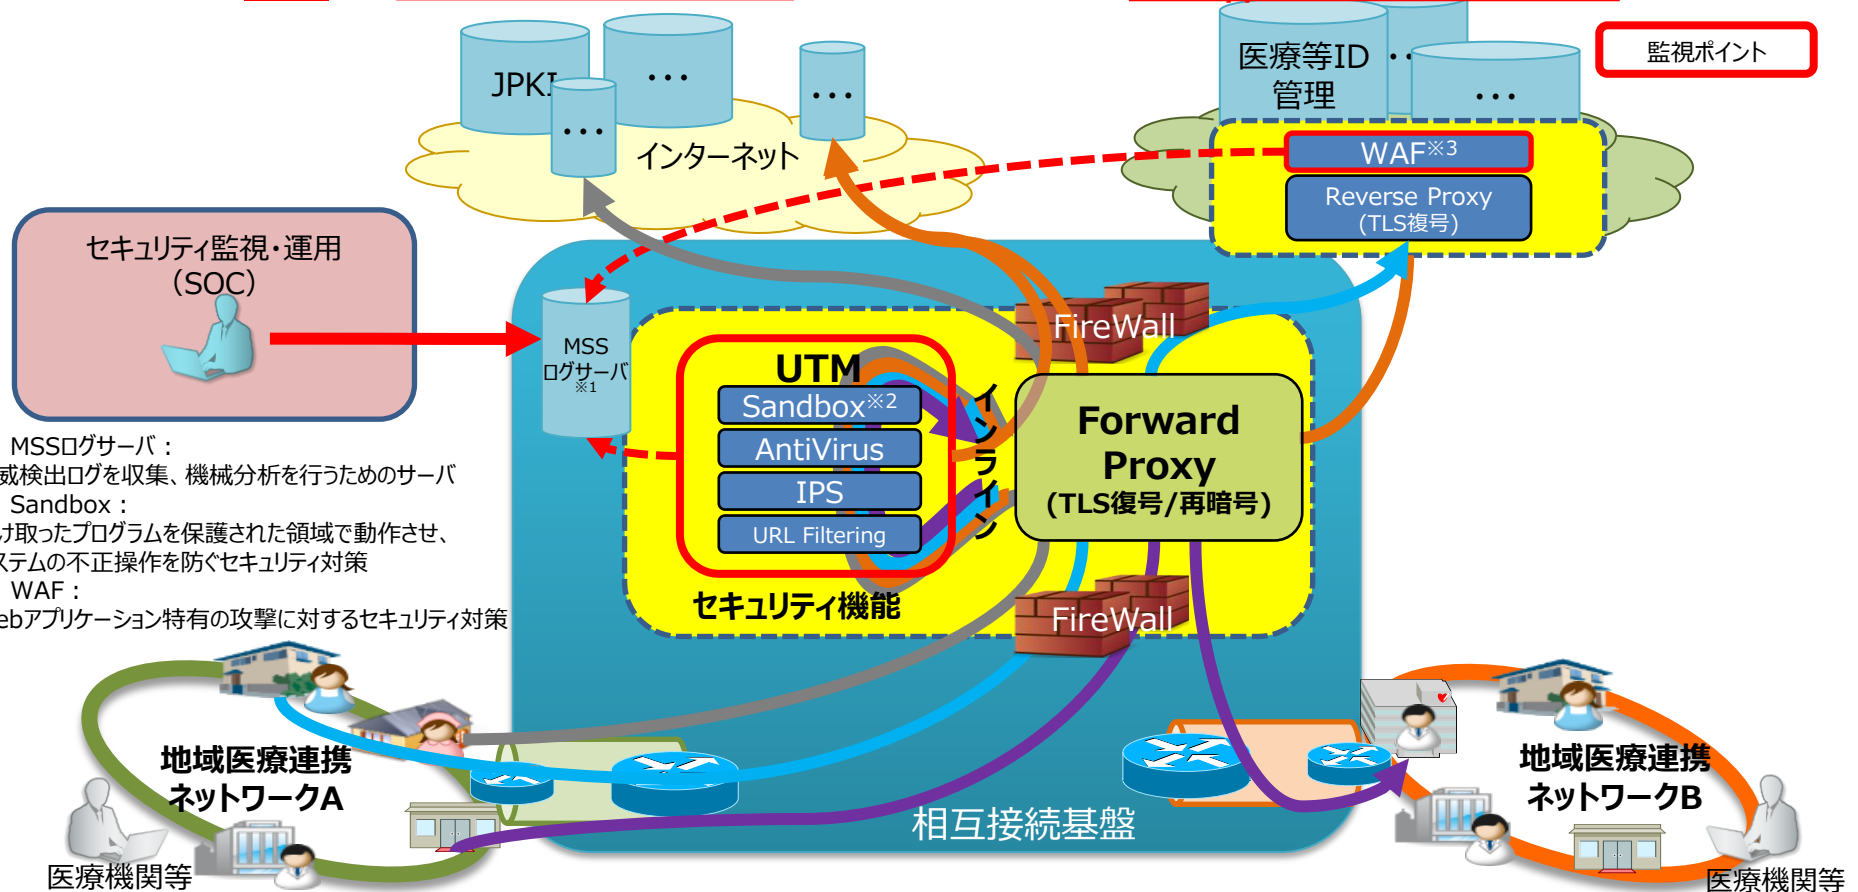 監視ポイント
JPKI
・・・
・・・
・・・
インターネット
医療等ID
管理
・・
・・・
WAF※3
Reverse Proxy
(TLS復号)
セキュリティ監視・運用
(SOC)
MSS
ログサーバ
※1
UTM
Sandbox※2
AntiVirus
IPS
URL Filtering
インライン
セキュリティ機能
FireWall
Forward
Proxy
(TLS復号/再暗号)
FireWall
MSSログサーバ：
威検出ログを収集、機械分析を行うためのサーバ
Sandbox：
け取ったプログラムを保護された領域で動作させ、
ステムの不正操作を防ぐセキュリティ対策
WAF：
ebアプリケーション特有の攻撃に対するセキュリティ対策
地域医療連携
ネットワークA
医療機関等
相互接続基盤
地域医療連携
ネットワークB
医療機関等